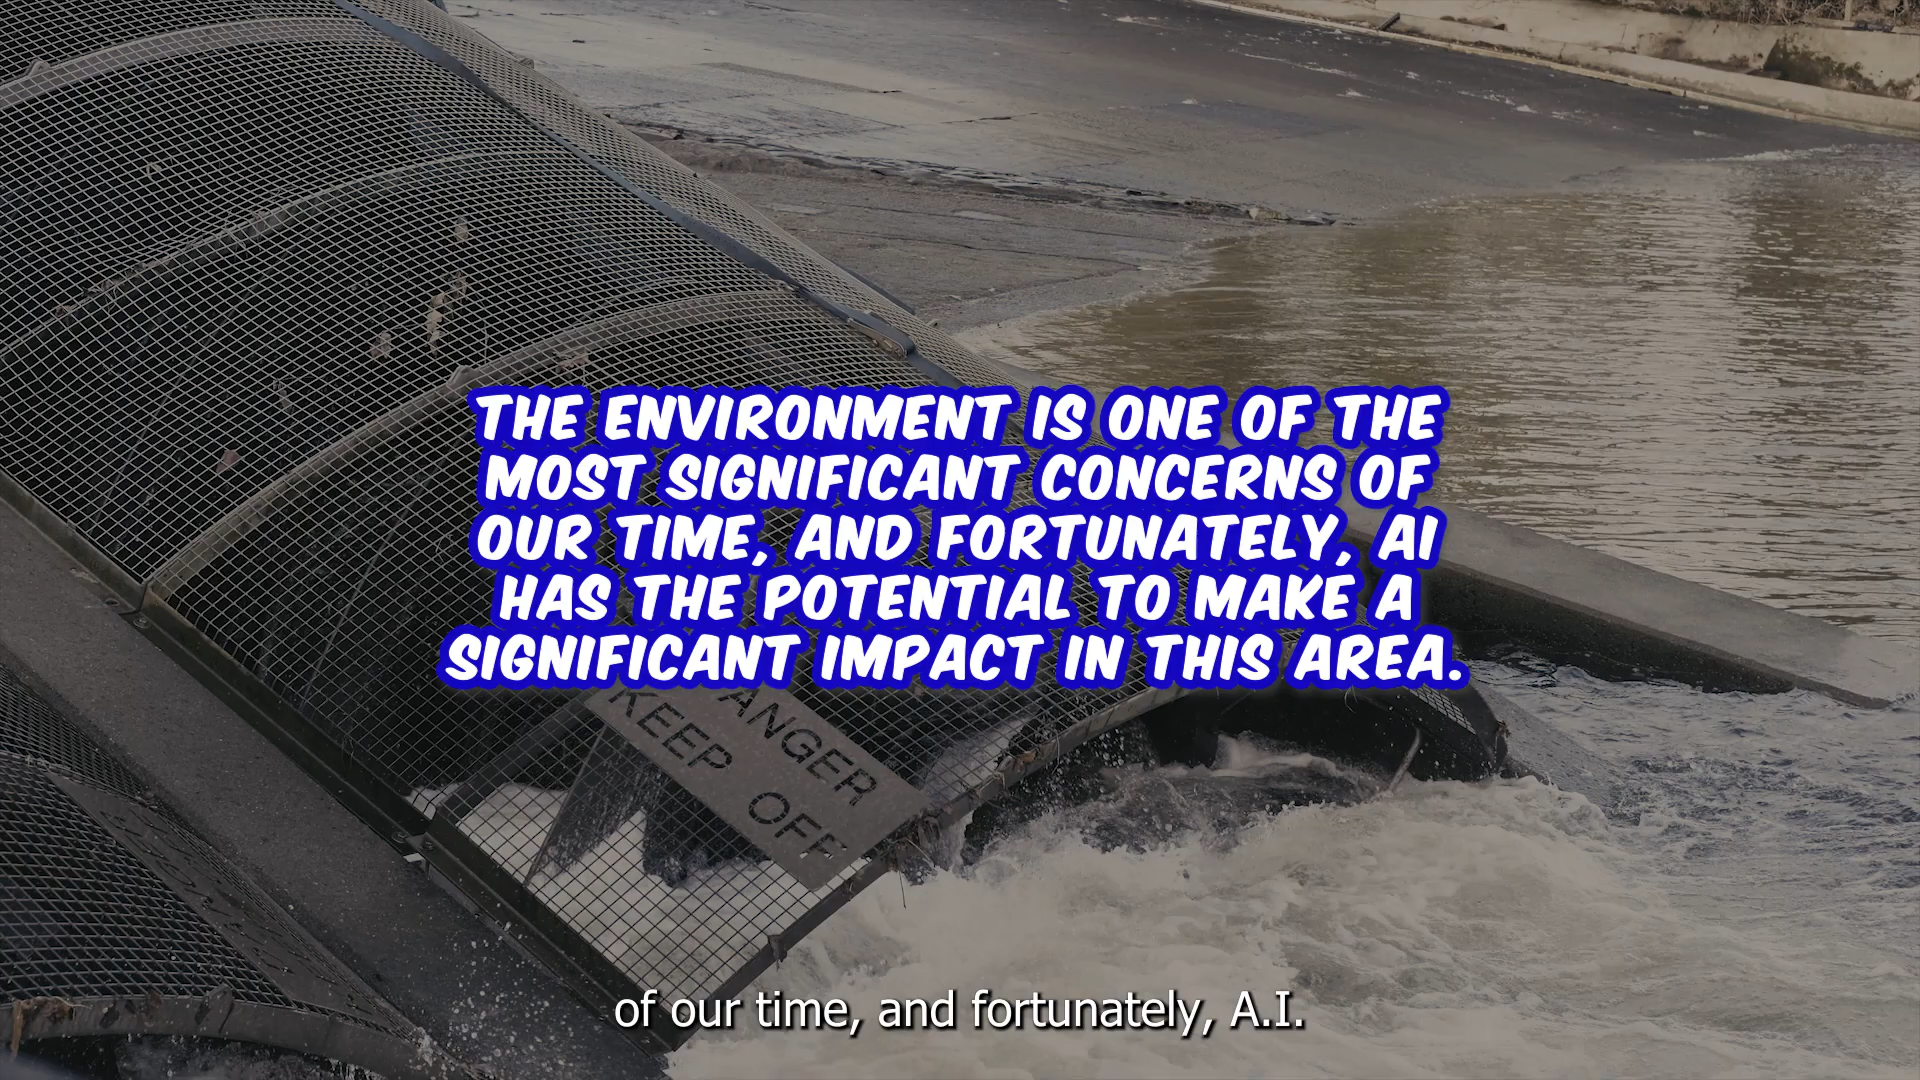 THE ENVIRONMENT IS ONE OF THE
MOST SIGNIFICANT CONCERNS OF
OUR TIME, AND FORTUNATELY, AI
HAS THE POTENTIAL TO MAKE A
SIGNIFICANT IMPACT IN THIS AREA.
ANGER
KEEP OFF
of our time, and fortunately, A.I.